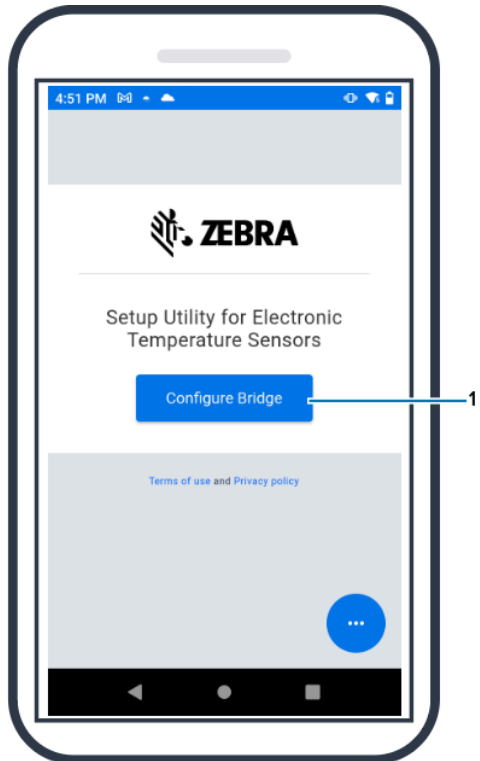 4:51 PM
ZEBRA
Setup Utility for Electronic
Temperature Sensors
Configure Bridge
1
Terms of use and Privacy policy